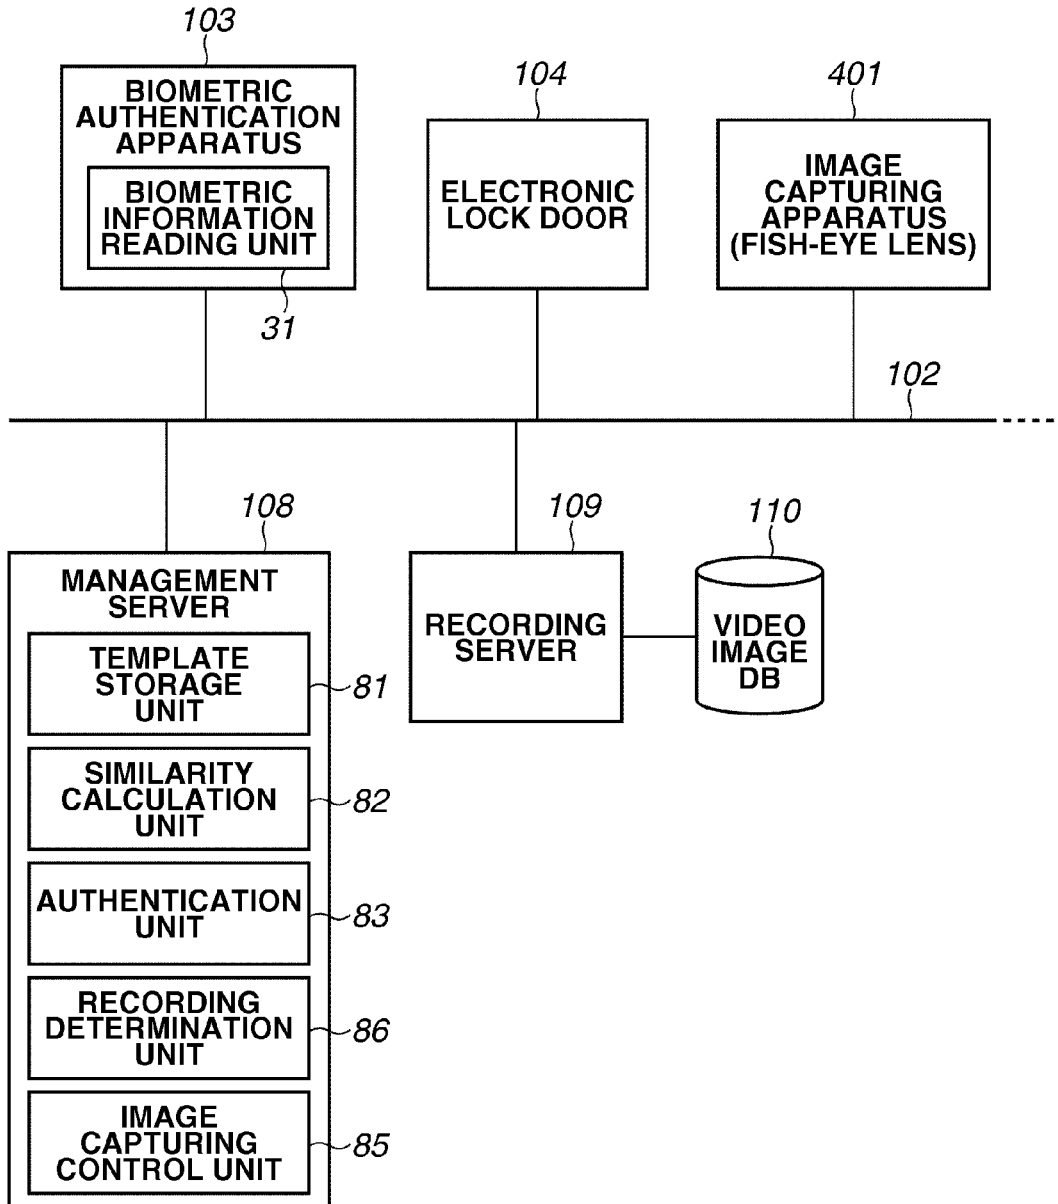 103
BIOMETRIC
AUTHENTICATION
APPARATUS
BIOMETRIC
INFORMATION
READING UNIT
31
104
ELECTRONIC
LOCK DOOR
401
IMAGE
CAPTURING
APPARATUS
(FISH-EYE LENS)
102
108
MANAGEMENT
SERVER
TEMPLATE
STORAGE
UNIT
81
SIMILARITY
CALCULATION
UNIT
82
AUTHENTICATION
UNIT
83
RECORDING
DETERMINATION
UNIT
86
IMAGE
CAPTURING
CONTROL UNIT
85
109
RECORDING
SERVER
110
VIDEO
IMAGE
DB